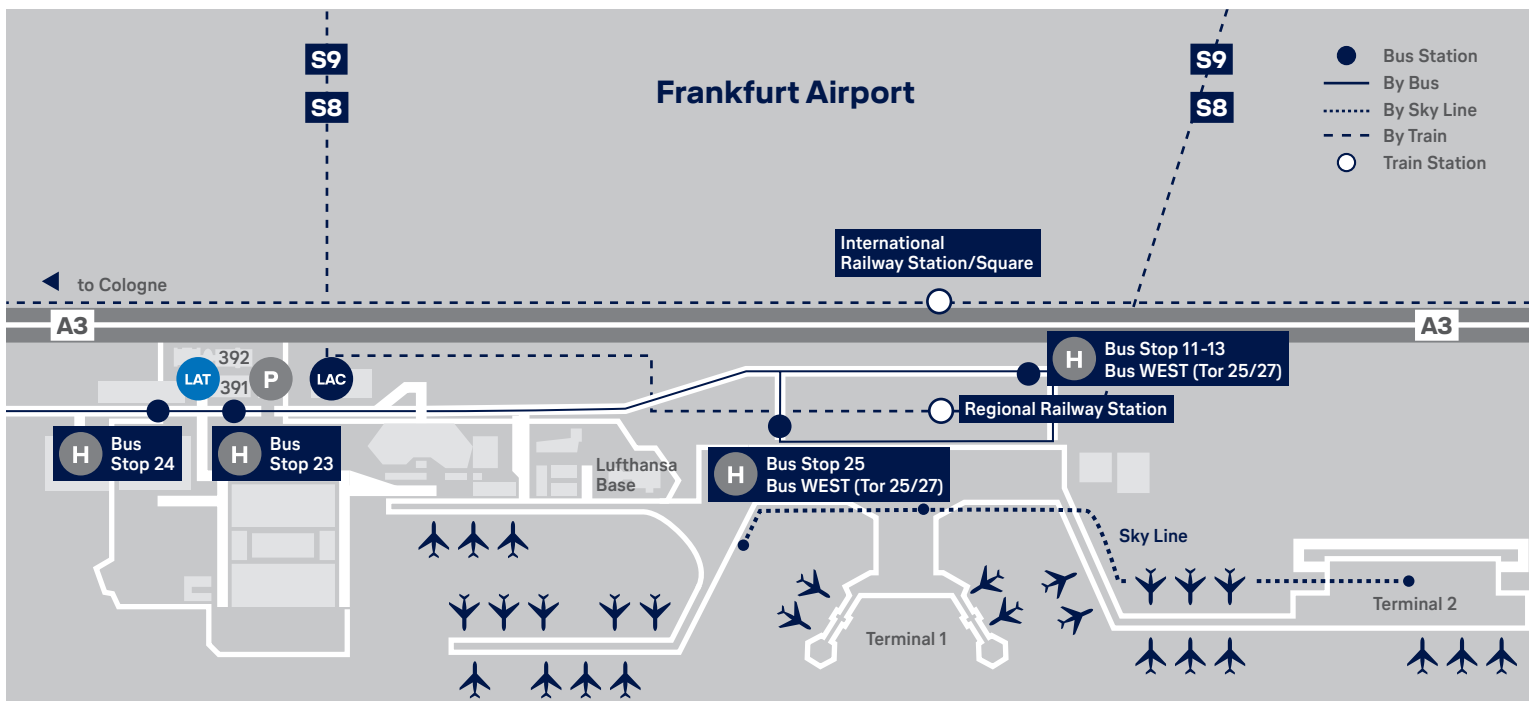 S9
S8
Frankfurt Airport
S9
S8
Bus Station
By Bus
By Sky Line
By Train
Train Station
International
Railway Station/Square
to Cologne
A3
A3
392
LAT
391
P
LAC
H
Bus Stop 11-13
Bus WEST (Tor 25/27)
Regional Railway Station
H
Bus
Stop 24
H
Bus
Stop 23
Lufthansa
Base
H
Bus Stop 25
Bus WEST (Tor 25/27)
Sky Line
Terminal 2
Terminal 1